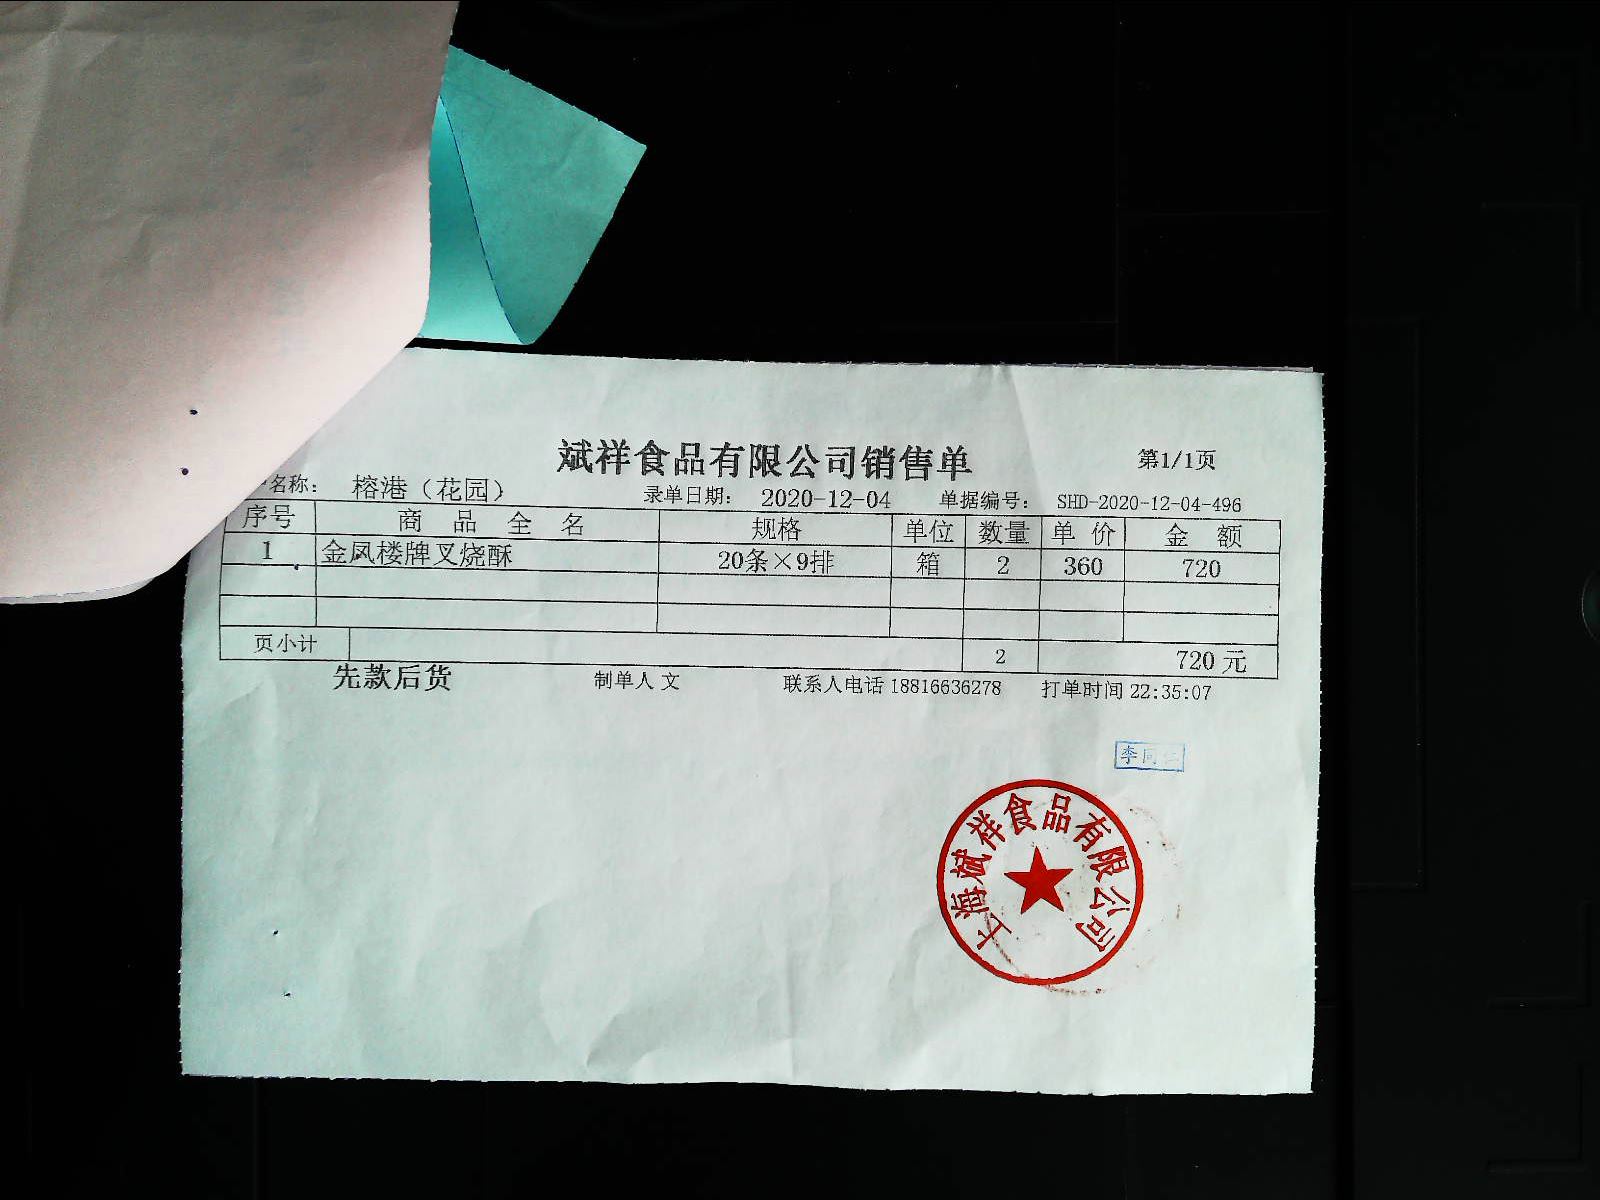 斌祥食品有限公司销售单 第1/1页
名称： 榕港（花园） 录单日期： 2020-12-04 单据编号： SHD-2020-12-04-496
序号 商 品 全 名 规格 单位 数量 单 价 金 额
1 金凤楼牌叉烧酥 20条×9排 箱 2 360 720
页小计 2 720 元
先款后货 制单人 文 联系人电话 18816636278 打单时间 22:35:07
李同
上海斌祥食品有限公司